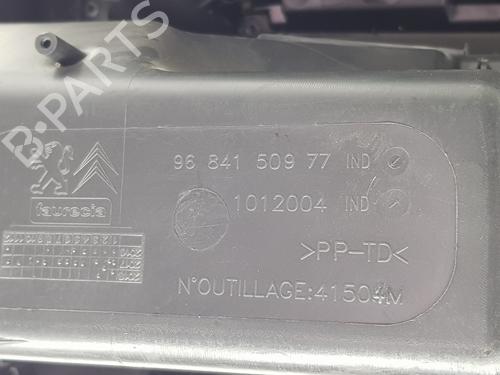 B-PARTS
96 841 509 77 IND
faurecia
1012004 IND
>PP-TD<
N°OUTILLAGE:41504M